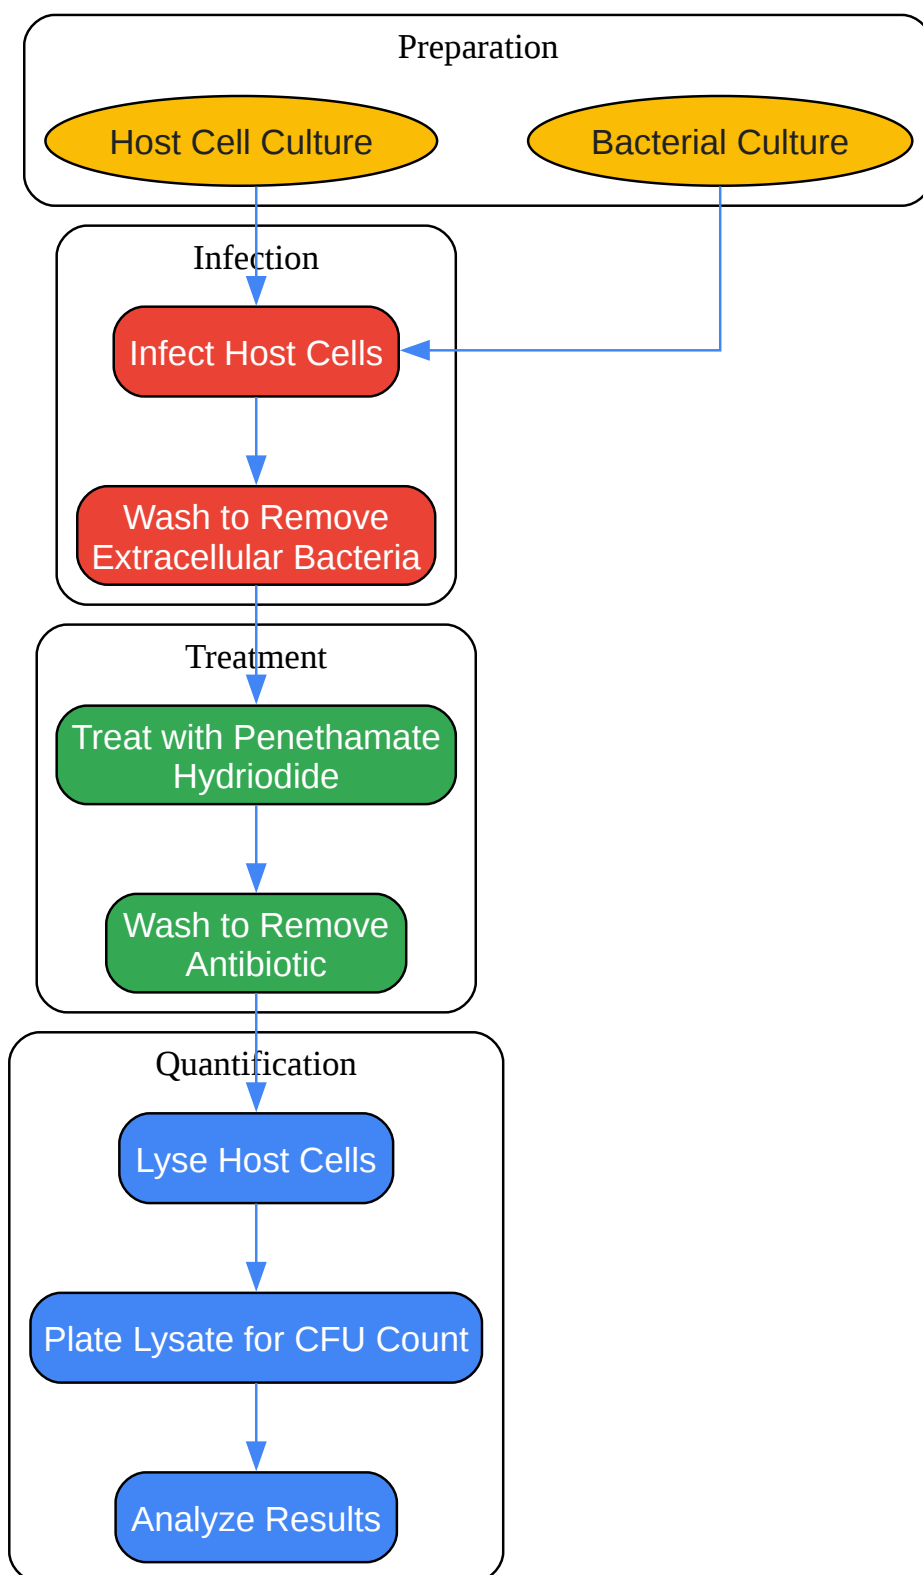 Preparation
Host Cell Culture
Bacterial Culture
Infection
Infect Host Cells
Wash to Remove
Extracellular Bacteria
Treatment
Treat with Penethamate
Hydriodide
Wash to Remove
Antibiotic
Quantification
Lyse Host Cells
Plate Lysate for CFU Count
Analyze Results